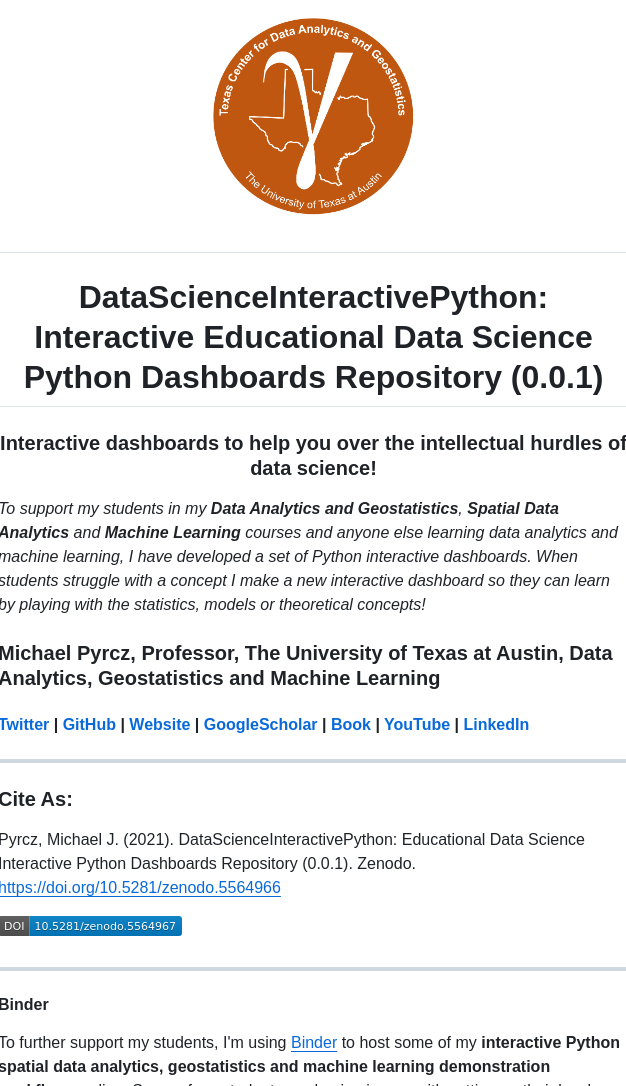 Texas Center for Data Analytics and Geostatistics
γ
The University of Texas at Austin
DataScienceInteractivePython:
Interactive Educational Data Science
Python Dashboards Repository (0.0.1)
Interactive dashboards to help you over the intellectual hurdles of
data science!
To support my students in my Data Analytics and Geostatistics, Spatial Data
Analytics and Machine Learning courses and anyone else learning data analytics and
machine learning, I have developed a set of Python interactive dashboards. When
students struggle with a concept I make a new interactive dashboard so they can learn
by playing with the statistics, models or theoretical concepts!
Michael Pyrcz, Professor, The University of Texas at Austin, Data
Analytics, Geostatistics and Machine Learning
Twitter | GitHub | Website | GoogleScholar | Book | YouTube | LinkedIn
Cite As:
Pyrcz, Michael J. (2021). DataScienceInteractivePython: Educational Data Science
Interactive Python Dashboards Repository (0.0.1). Zenodo.
https://doi.org/10.5281/zenodo.5564966
DOI 10.5281/zenodo.5564967
Binder
To further support my students, I'm using Binder to host some of my interactive Python
spatial data analytics, geostatistics and machine learning demonstration